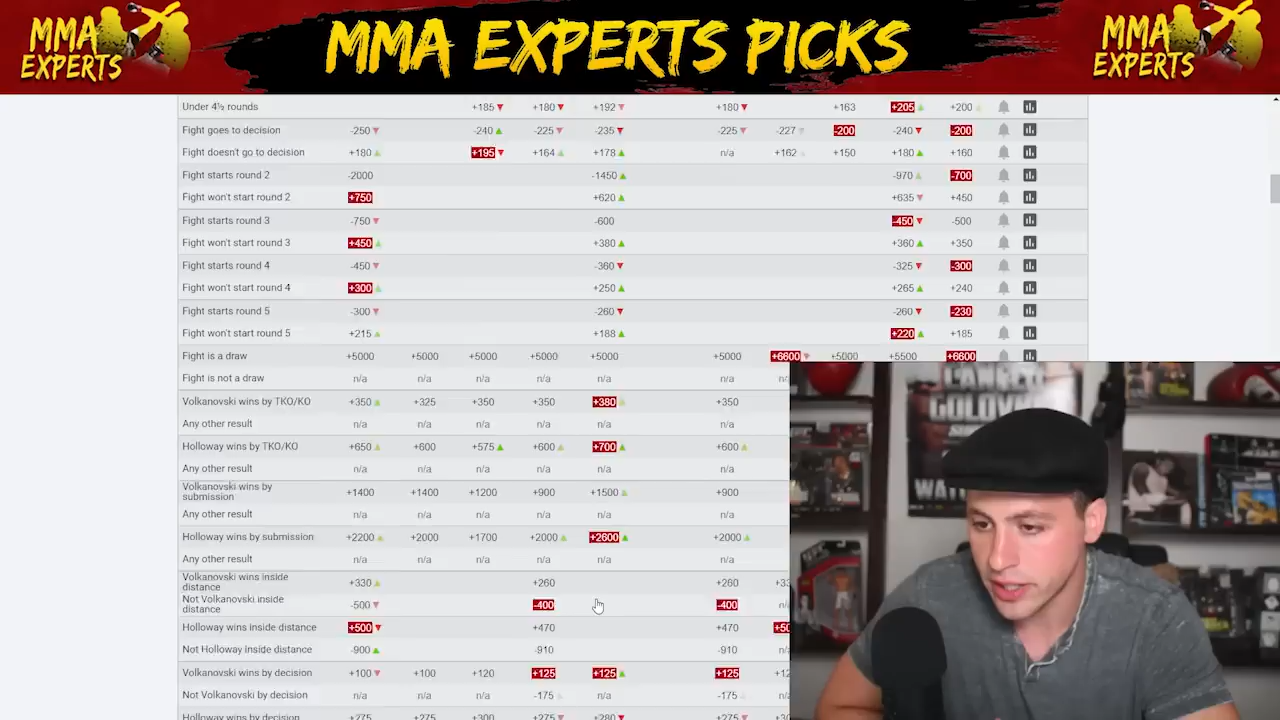 MMA
EXPERTS
MMA EXPERTS PICKS
MMA
EXPERTS
Under 4½ rounds +185 +180 +192 +180 +163 +205 +200
Fight goes to decision -250 -240 -225 -235 -225 -227 -200 -240 -200
Fight doesn't go to decision +180 +195 +164 +178 n/a +162 +150 +180 +160
Fight starts round 2 -2000 -1450 -970 -700
Fight won't start round 2 +750 +620 +635 +450
Fight starts round 3 -750 -600 -450 -500
Fight won't start round 3 +450 +380 +360 +350
Fight starts round 4 -450 -360 -325 -300
Fight won't start round 4 +300 +250 +265 +240
Fight starts round 5 -300 -260 -260 -230
Fight won't start round 5 +215 +188 +220 +185
Fight is a draw +5000 +5000 +5000 +5000 +5000 +5000 +6600 +5000 +5500 +6600
Fight is not a draw n/a n/a n/a n/a n/a n/a
Volkanovski wins by TKO/KO +350 +325 +350 +350 +380 +350
Any other result n/a n/a n/a n/a n/a n/a
Holloway wins by TKO/KO +650 +600 +575 +600 +700 +600
Any other result n/a n/a n/a n/a n/a n/a
Volkanovski wins by
submission +1400 +1400 +1200 +900 +1500 +900
Any other result n/a n/a n/a n/a n/a n/a
Holloway wins by submission +2200 +2000 +1700 +2000 +2600 +2000
Any other result n/a n/a n/a n/a n/a n/a
Volkanovski wins inside
distance +330 +260 +260
Not Volkanovski inside
distance -500 -400 -400
Holloway wins inside distance +500 +470 +470
Not Holloway inside distance -900 -910 -910
Volkanovski wins by decision +100 +100 +120 +125 +125 +125
Not Volkanovski by decision n/a n/a n/a -175 n/a -175
Holloway wins by decision +275 +275 +300 +275 +280 +275
GOLOVKIN